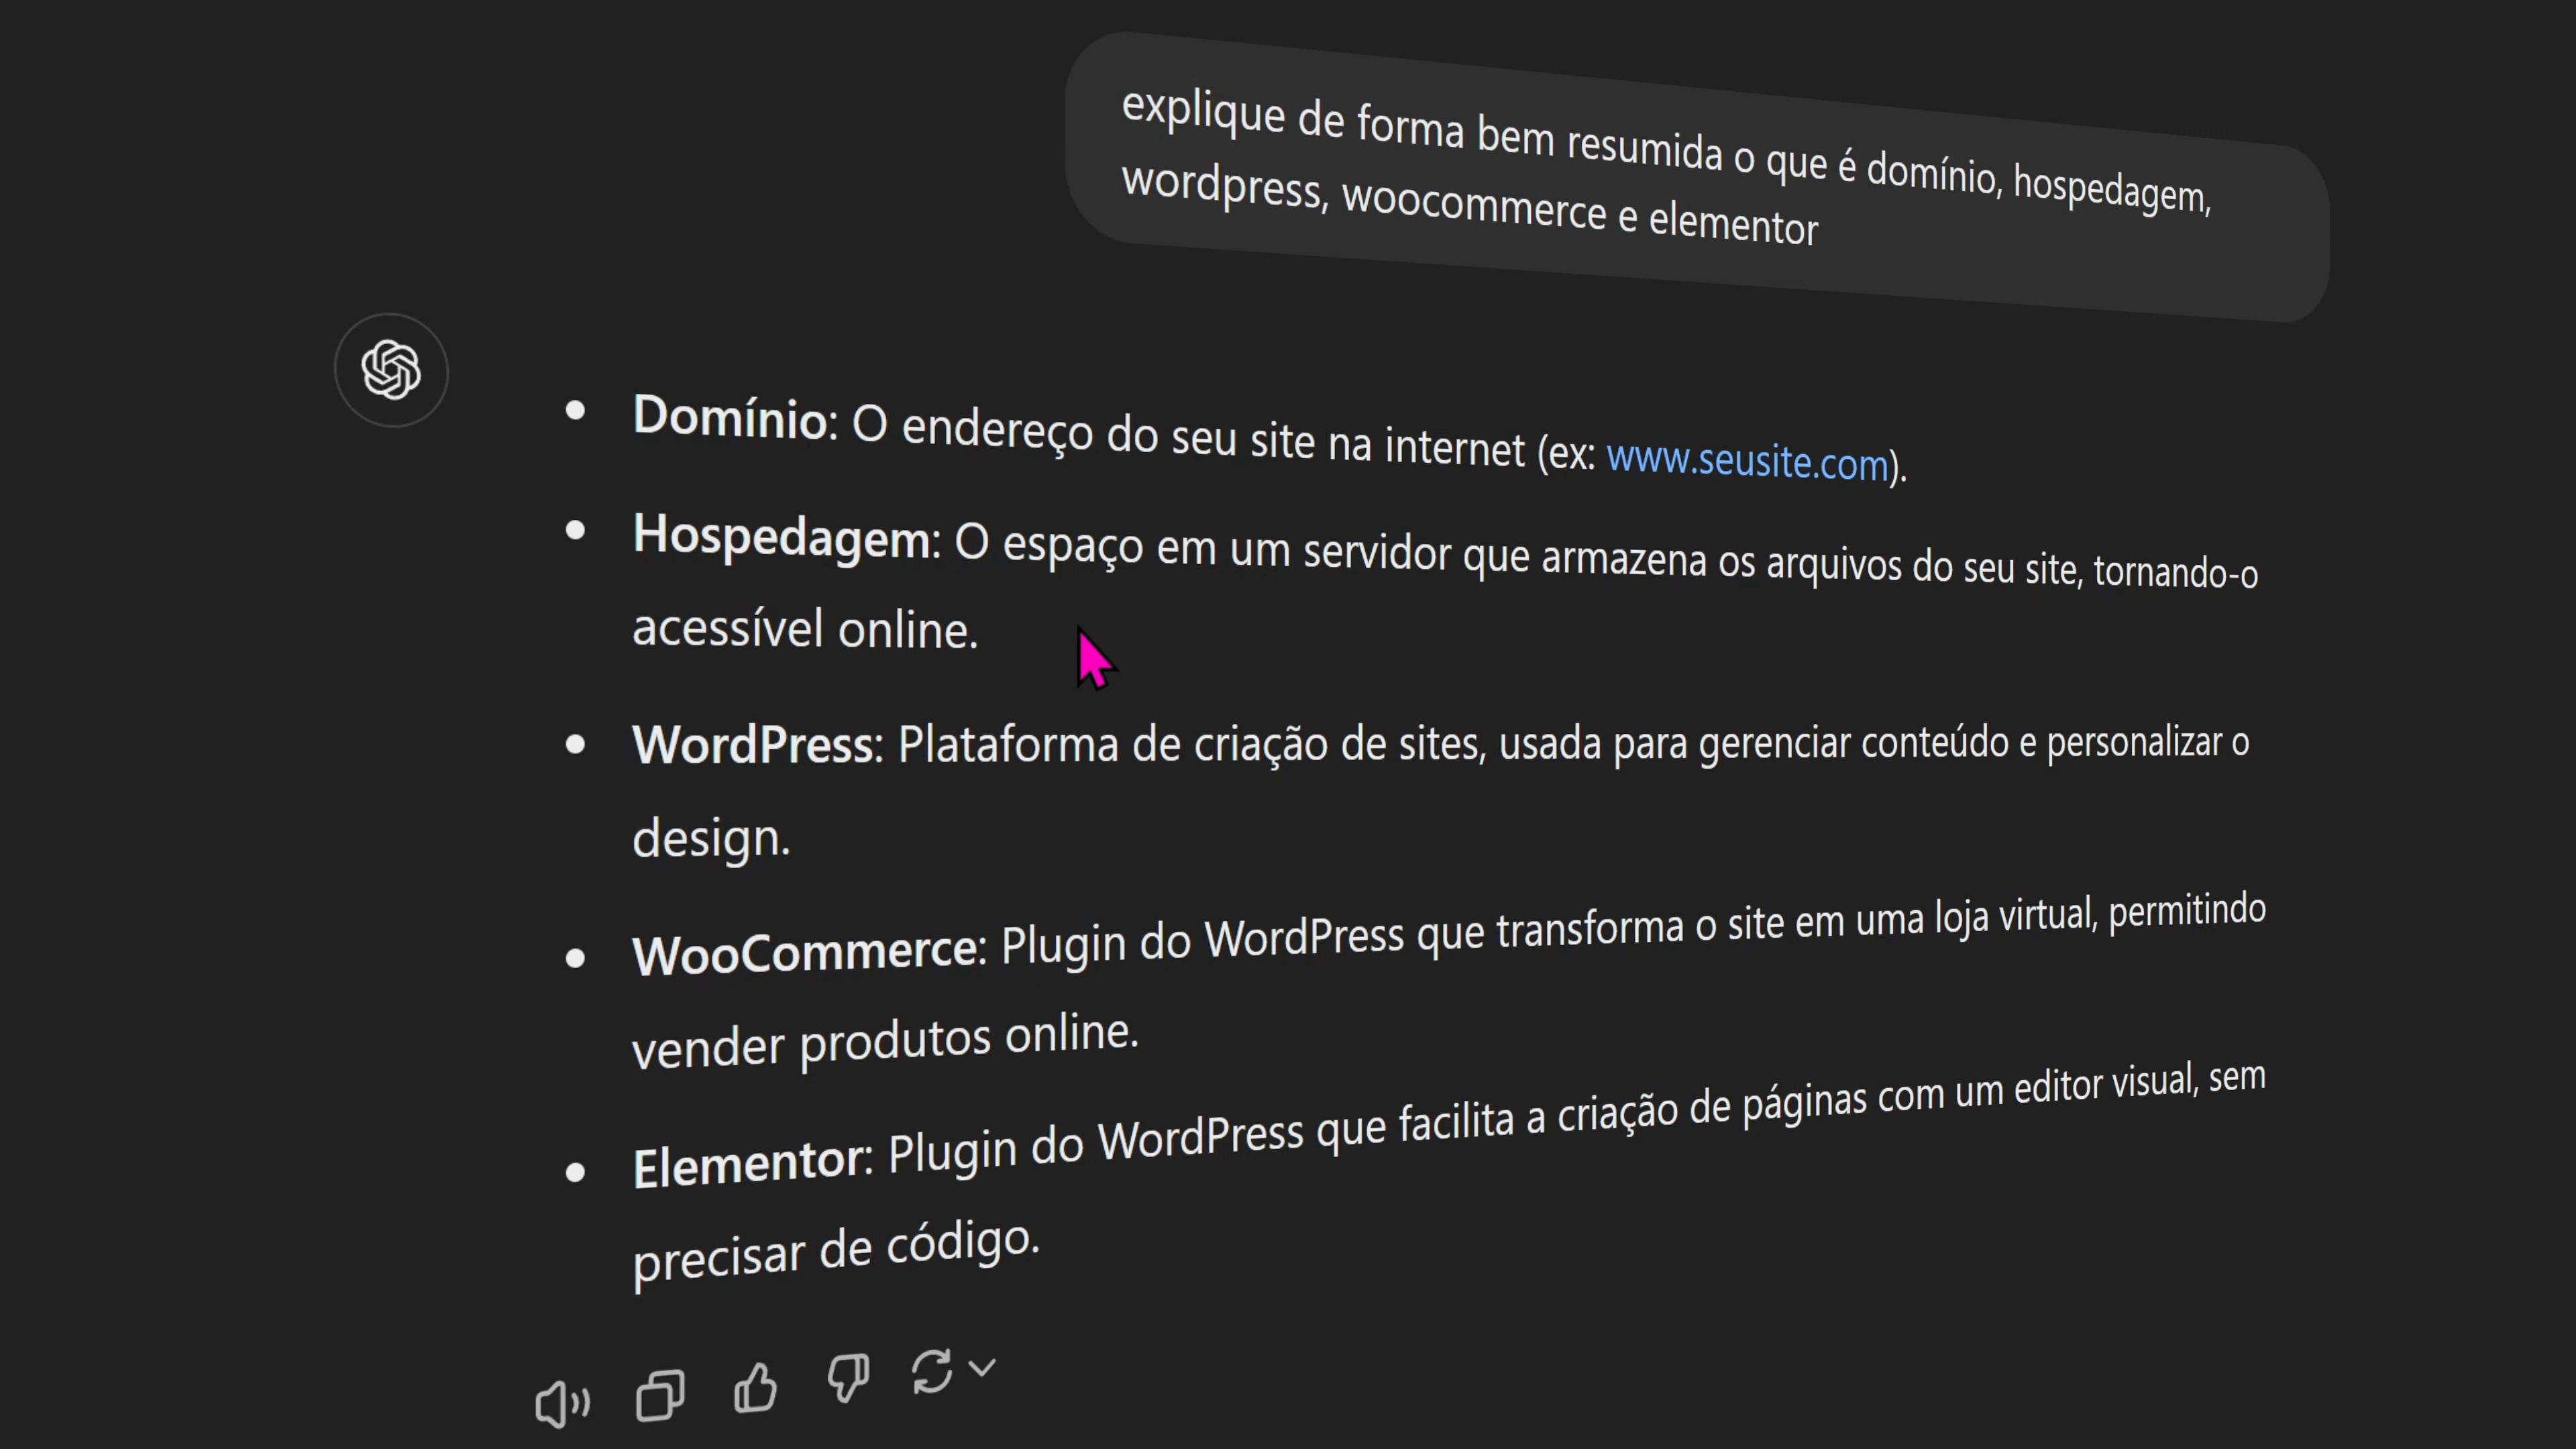 explique de forma bem resumida o que é domínio, hospedagem,
wordpress, woocommerce e elementor
Domínio: O endereço do seu site na internet (ex: www.seusite.com).
Hospedagem: O espaço em um servidor que armazena os arquivos do seu site, tornando-o
acessível online.
WordPress: Plataforma de criação de sites, usada para gerenciar conteúdo e personalizar o
design.
WooCommerce: Plugin do WordPress que transforma o site em uma loja virtual, permitindo
vender produtos online.
Elementor: Plugin do WordPress que facilita a criação de páginas com um editor visual, sem
precisar de código.